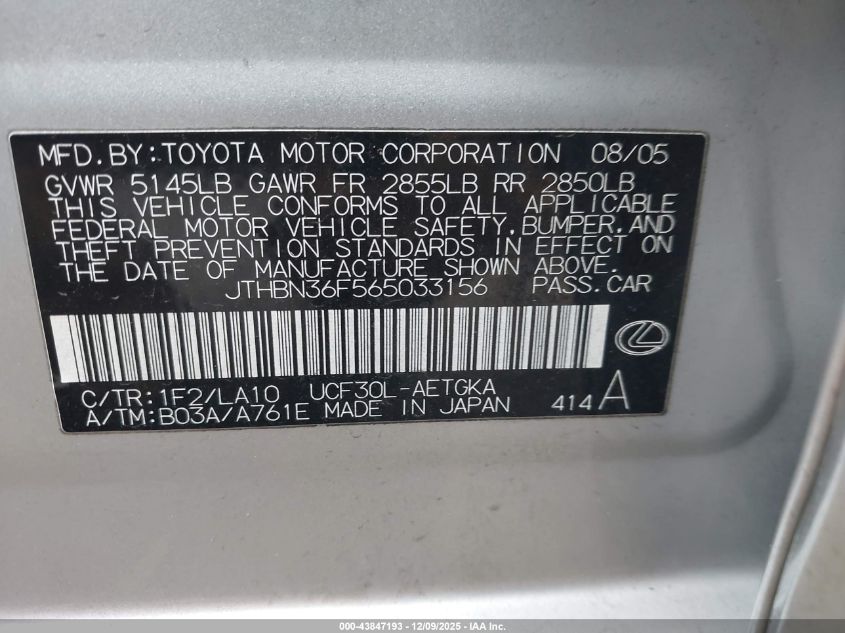 MFD. BY: TOYOTA MOTOR CORPORATION 08/05
GVWR 5145LB GAWR FR 2855LB RR 2850LB
THIS VEHICLE CONFORMS TO ALL APPLICABLE
FEDERAL MOTOR VEHICLE SAFETY, BUMPER, AND
THEFT PREVENTION STANDARDS IN EFFECT ON
THE DATE OF MANUFACTURE SHOWN ABOVE.
JTHBN36F565033156 PASS. CAR
C/TR: 1F2/LA10 UCF30L-AETGKA
A/TM: B03A/A761E MADE IN JAPAN 414A
000-43847193 - 12/09/2025 - IAA Inc.